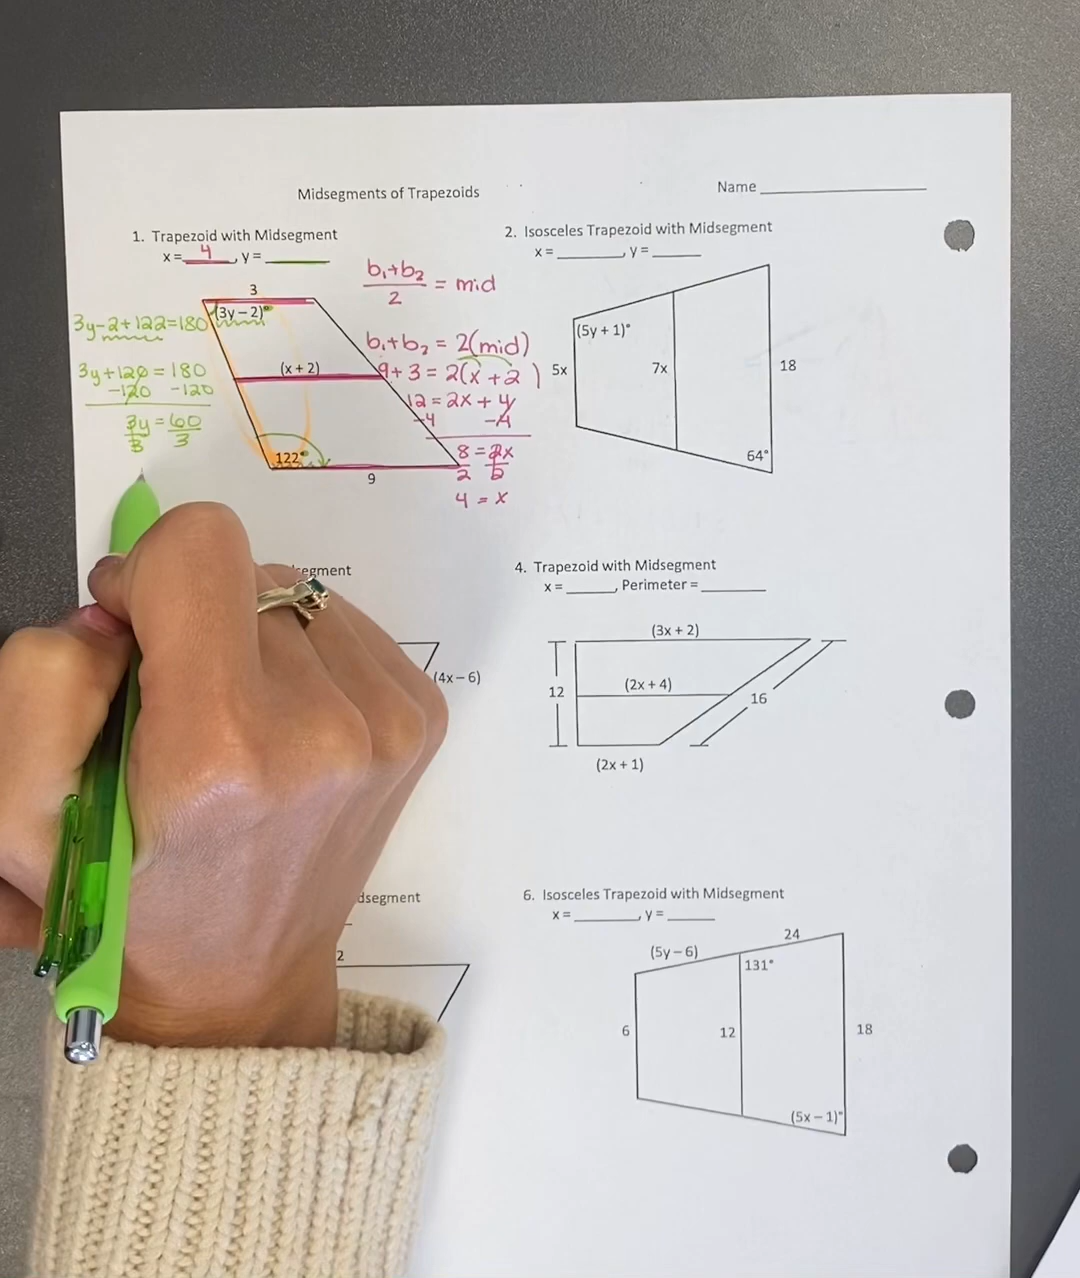 Midsegments of Trapezoids
Name
1. Trapezoid with Midsegment
x = 4, y =
3
(3y – 2)°
(x + 2)
122°
9
b₁+b₂/2 = mid
b₁+b₂ = 2(mid)
9+3 = 2(x+2)
12 = 2x + 4
-4 -4
8/2 = 2x/2
4 = x
3y-2+122=180
3y+120 = 180
-120 -120
3y/3 = 60/3
2. Isosceles Trapezoid with Midsegment
x = , y =
(5y + 1)°
5x
7x
18
64°
segment
(4x – 6)
4. Trapezoid with Midsegment
x = , Perimeter =
(3x + 2)
12
(2x + 4)
16
(2x + 1)
dsegment
2
6. Isosceles Trapezoid with Midsegment
x = , y =
24
(5y – 6)
131°
6
12
18
(5x – 1)°